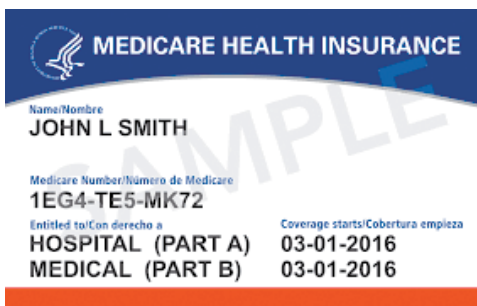 MEDICARE HEALTH INSURANCE
SAMPLE
Name/Nombre
JOHN L SMITH
Medicare Number/Número de Medicare
1EG4-TE5-MK72
Entitled to/Con derecho a Coverage starts/Cobertura empieza
HOSPITAL (PART A) 03-01-2016
MEDICAL (PART B) 03-01-2016